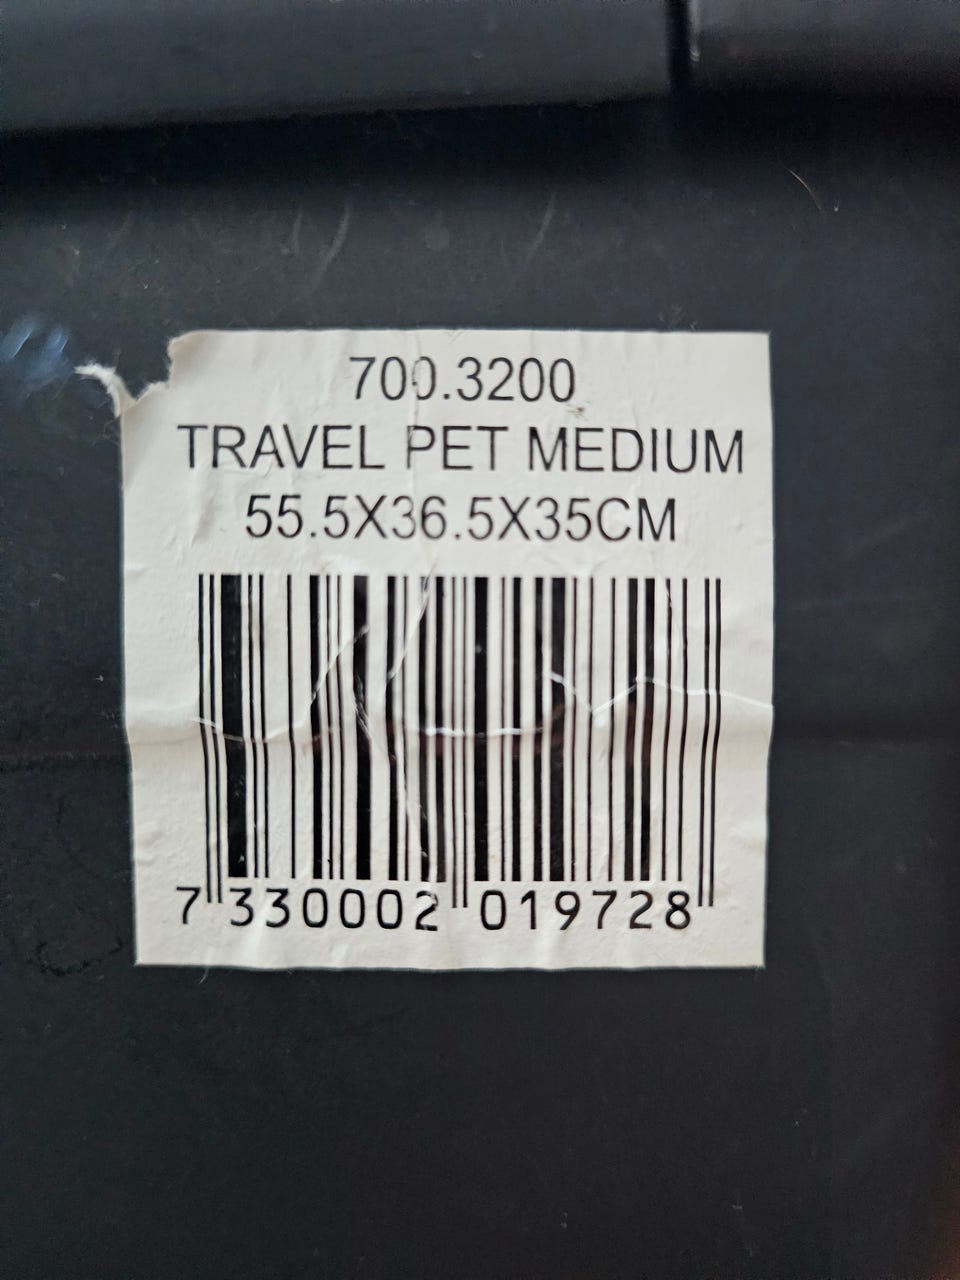 700.3200
TRAVEL PET MEDIUM
55.5X36.5X35CM
7 330002 019728